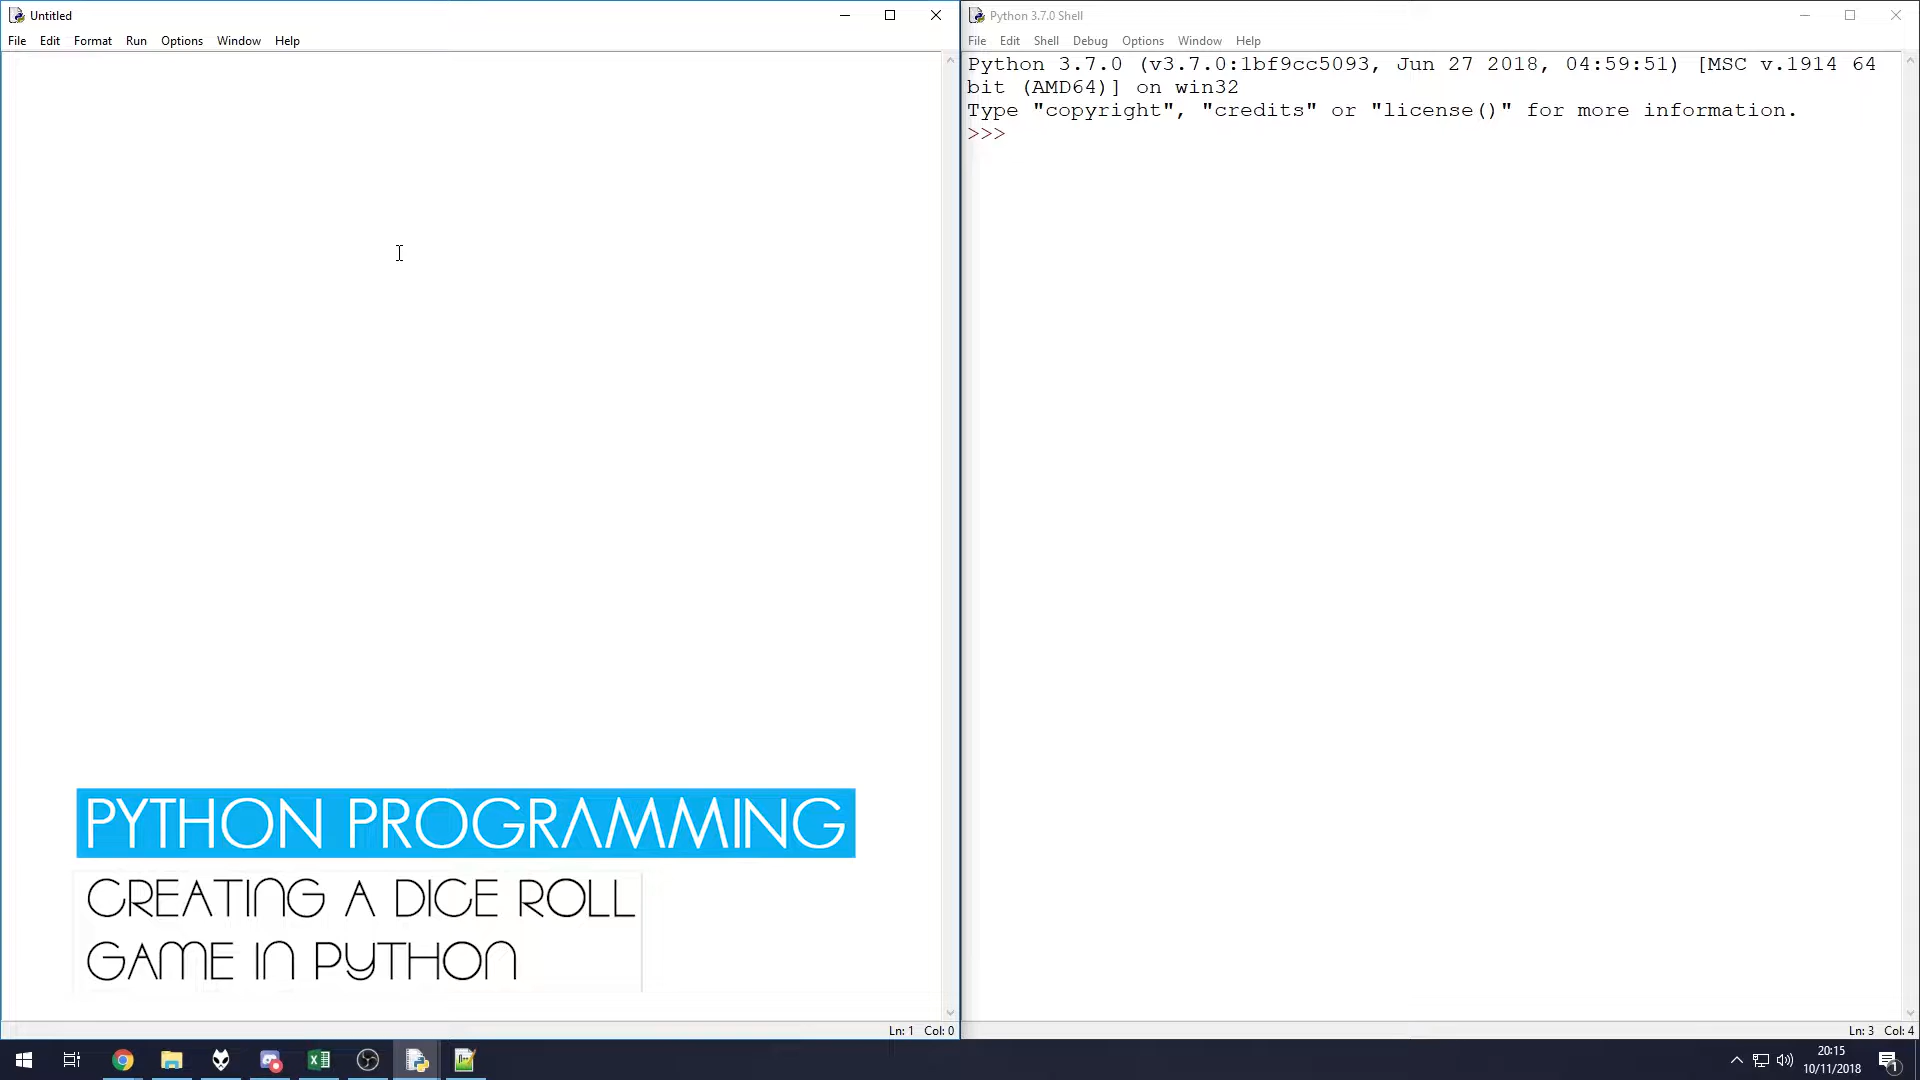 Untitled
File Edit Format Run Options Window Help
PYTHON PROGRAMMING
CREATING A DICE ROLL
GAME IN PYTHON
Ln: 1 Col: 0
Python 3.7.0 Shell
File Edit Shell Debug Options Window Help
Python 3.7.0 (v3.7.0:1bf9cc5093, Jun 27 2018, 04:59:51) [MSC v.1914 64
bit (AMD64)] on win32
Type "copyright", "credits" or "license()" for more information.
>>>
Ln: 3 Col: 4
20:15
10/11/2018
1